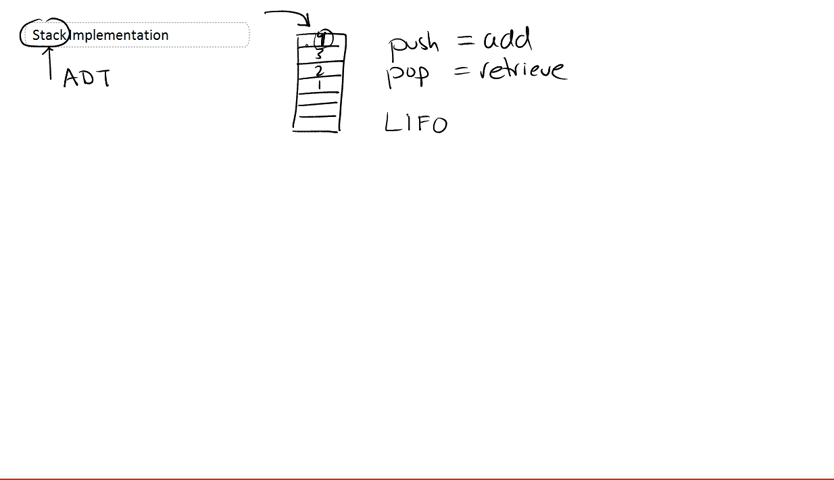 Stack Implementation
ADT
3
2
1
push = add
pop = retrieve
LIFO